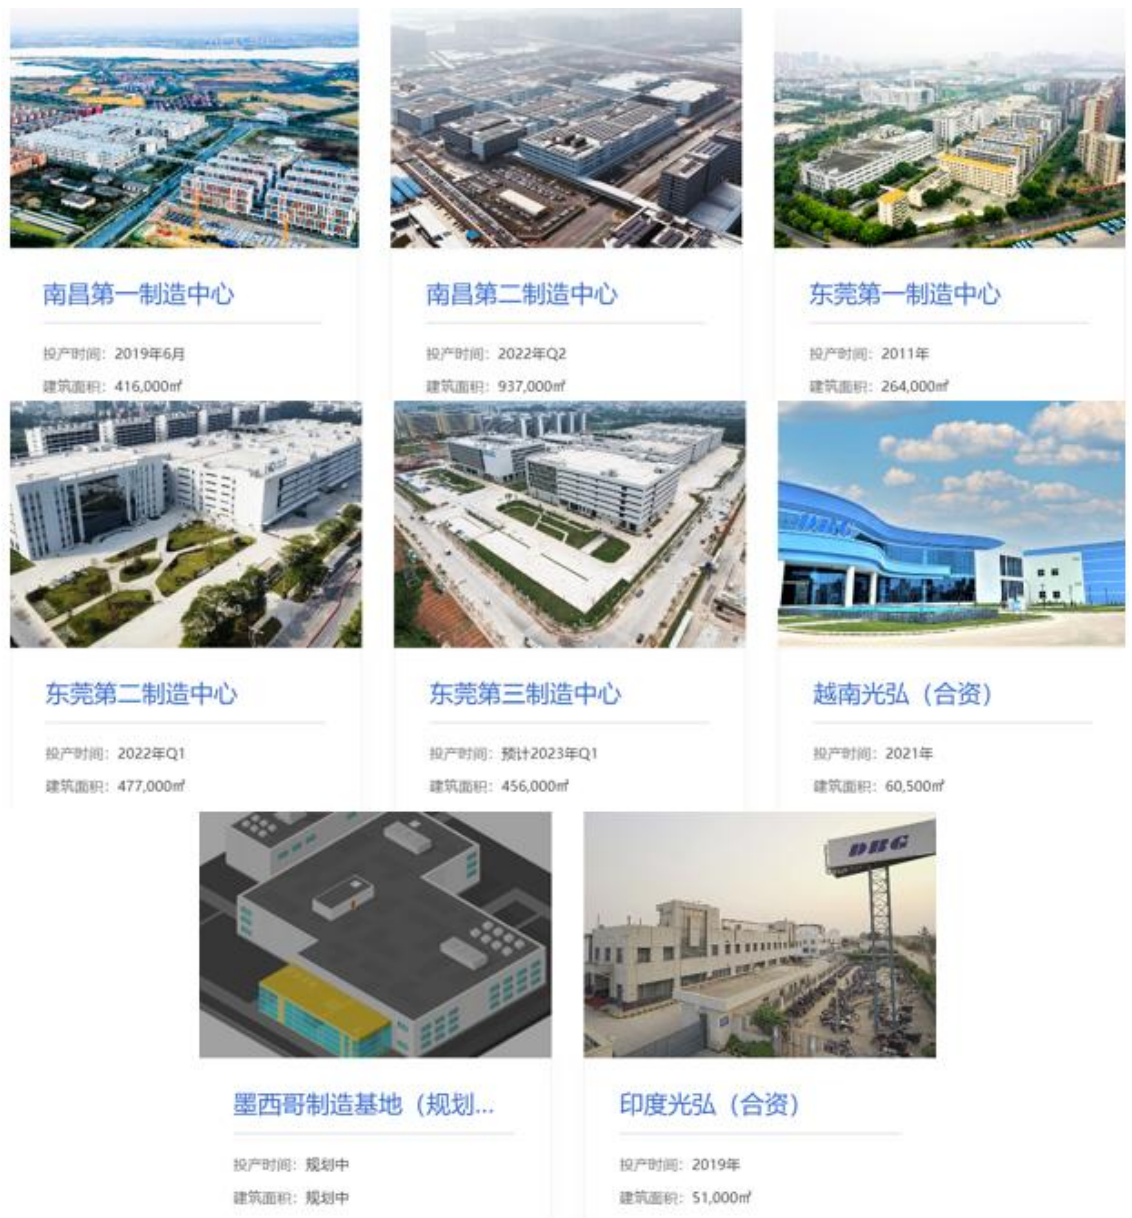 南昌第一制造中心
投产时间：2019年6月
建筑面积：416,000㎡
南昌第二制造中心
投产时间：2022年Q2
建筑面积：937,000㎡
东莞第一制造中心
投产时间：2011年
建筑面积：264,000㎡
DBG
东莞第二制造中心
投产时间：2022年Q1
建筑面积：477,000㎡
东莞第三制造中心
投产时间：预计2023年Q1
建筑面积：456,000㎡
越南光弘（合资）
投产时间：2021年
建筑面积：60,500㎡
DBG
墨西哥制造基地（规划...
投产时间：规划中
建筑面积：规划中
印度光弘（合资）
投产时间：2019年
建筑面积：51,000㎡